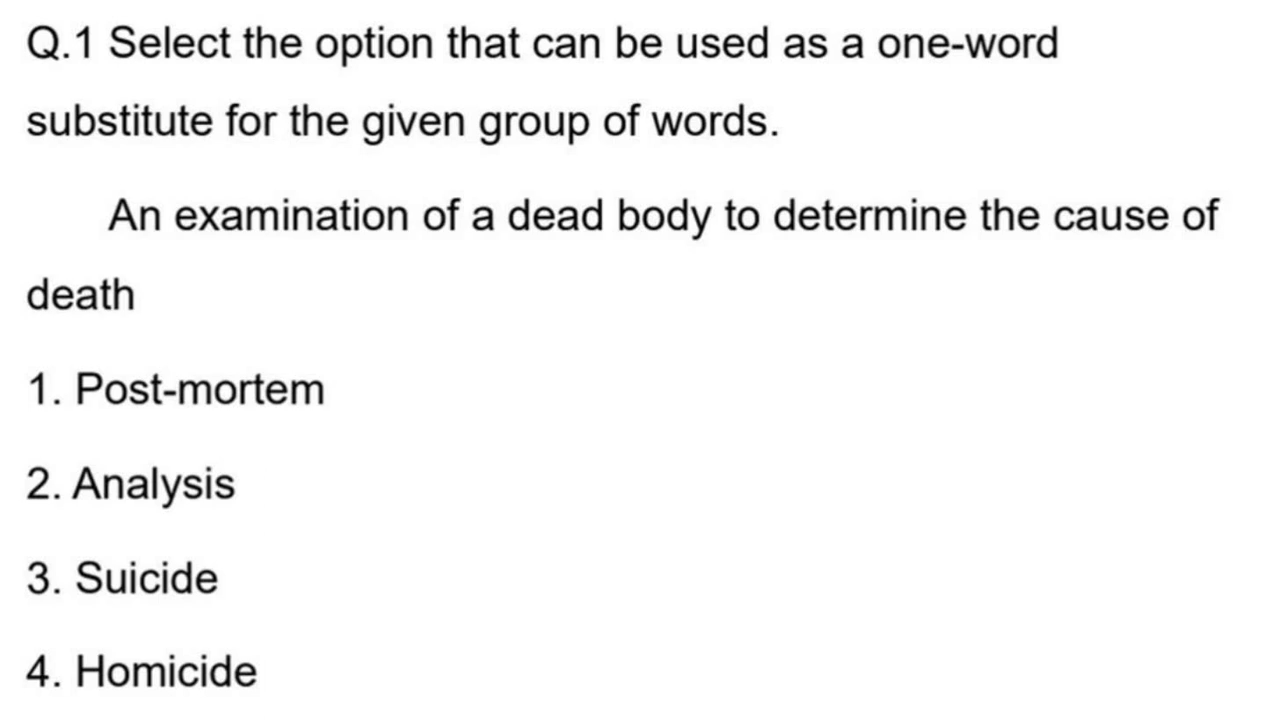 Q.1 Select the option that can be used as a one-word
substitute for the given group of words.
An examination of a dead body to determine the cause of
death
1. Post-mortem
2. Analysis
3. Suicide
4. Homicide